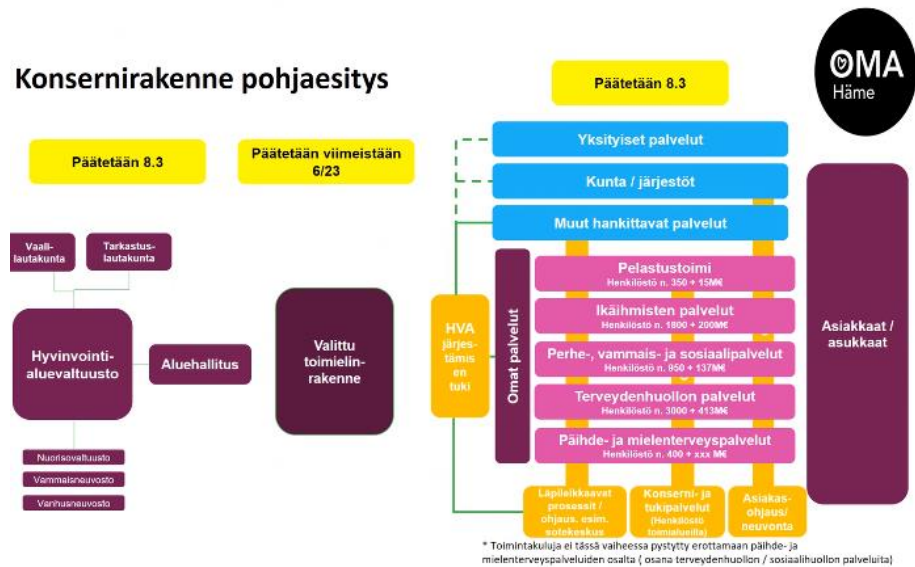 Konsernirakenne pohjaesitys
OMA
Häme
Päätetään 8.3
Päätetään viimeistään
6/23
Päätetään 8.3
Vaali-
lautakunta
Tarkastus-
lautakunta
Hyvinvointi-
aluevaltuusto
Aluehallitus
Nuorisovaltuusto
Vammaisneuvosto
Vanhusneuvosto
Valittu
toimielin-
rakenne
HVA
järjestämis
en
tuki
Yksityiset palvelut
Kunta / järjestöt
Muut hankittavat palvelut
Omat palvelut
Pelastustoimi
Henkilöstö n. 350 + 15M€
Ikäihmisten palvelut
Henkilöstö n. 1800 + 200M€
Perhe-, vammais- ja sosiaalipalvelut
Henkilöstö n. 950 + 137M€
Terveydenhuollon palvelut
Henkilöstö n. 3000 + 413M€
Päihde- ja mielenterveyspalvelut
Henkilöstö n. 400 + xxx M€
Läpileikkaavat
prosessit /
ohjaus. esim.
sotekeskus
Konserni- ja
tukipalvelut
(Henkilöstö
toimialueilla)
Asiakas-
ohjaus/
neuvonta
Asiakkaat /
asukkaat
* Toimintakuluja ei tässä vaiheessa pystytty erottamaan päihde- ja
mielenterveyspalveluiden osalta ( osana terveydenhuollon / sosiaalihuollon palveluita)